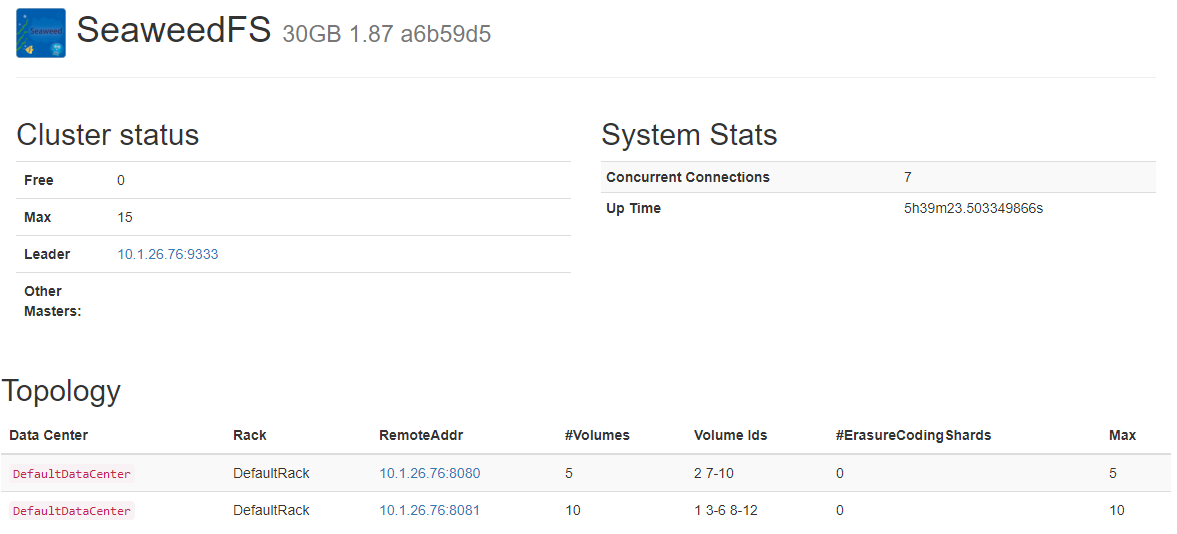 Seaweed
SeaweedFS 30GB 1.87 a6b59d5
Cluster status
Free 0
Max 15
Leader 10.1.26.76:9333
Other
Masters:
System Stats
Concurrent Connections 7
Up Time 5h39m23.503349866s
Topology
Data Center Rack RemoteAddr #Volumes Volume Ids #ErasureCodingShards Max
DefaultDataCenter DefaultRack 10.1.26.76:8080 5 2 7-10 0 5
DefaultDataCenter DefaultRack 10.1.26.76:8081 10 1 3-6 8-12 0 10